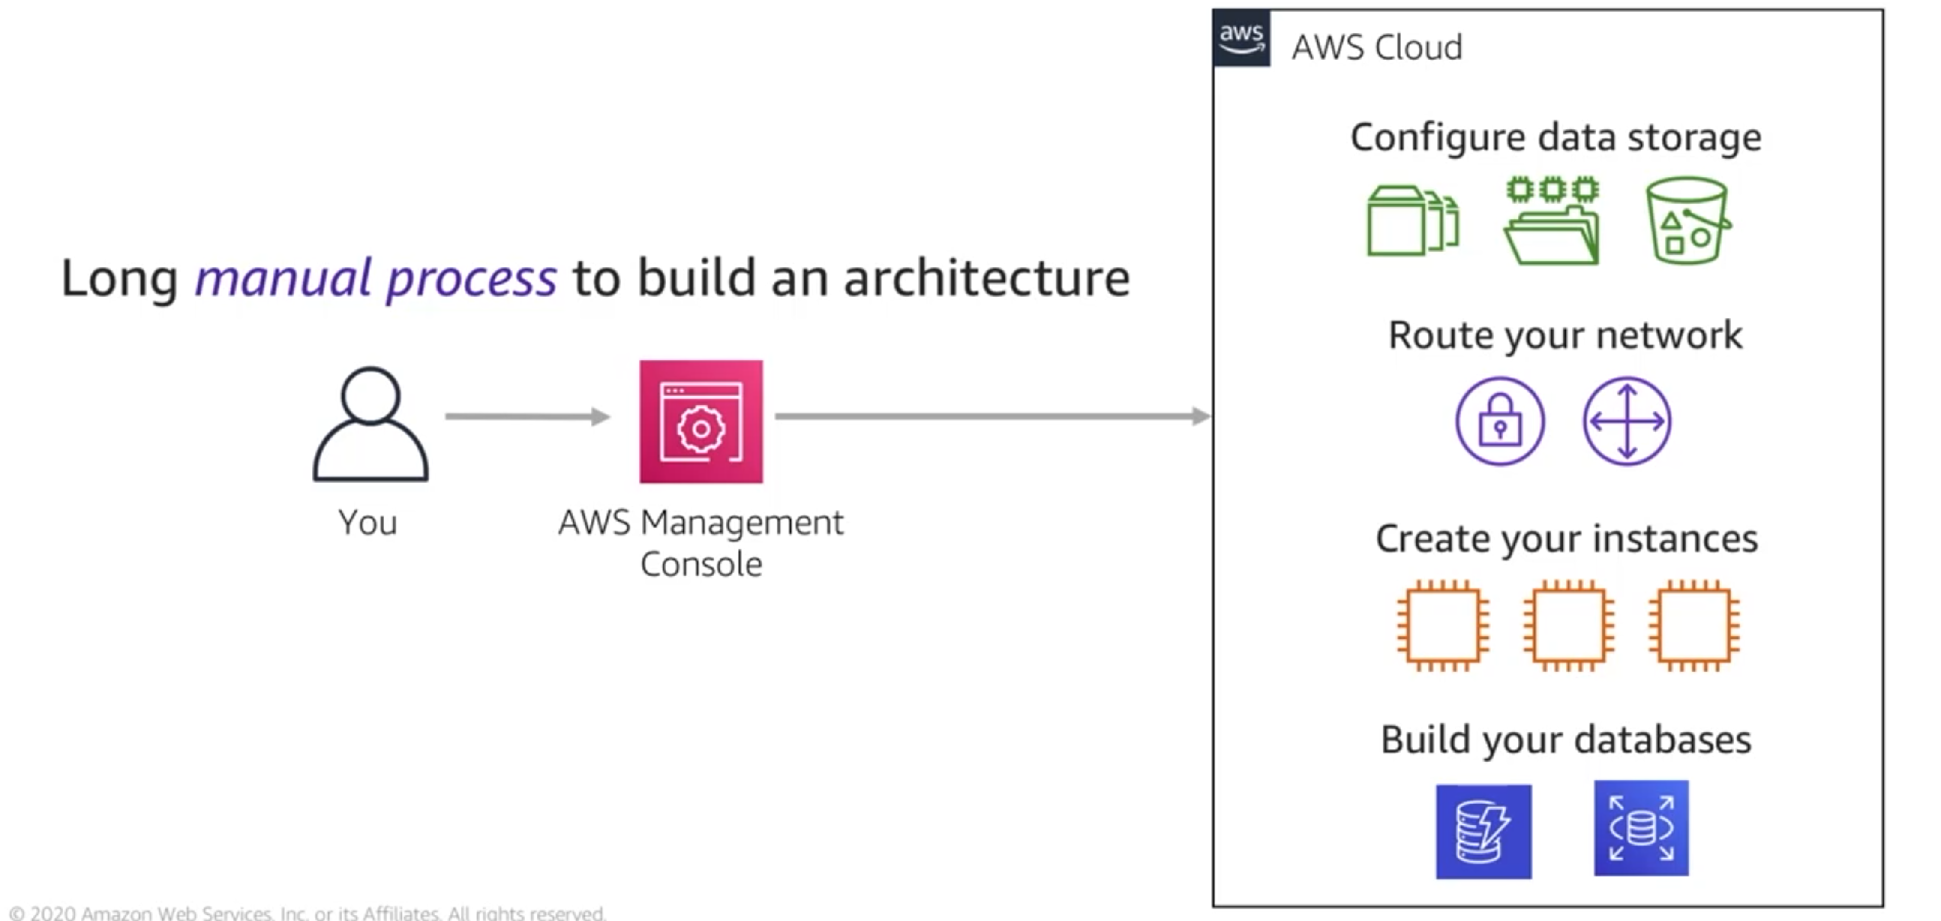 aws
AWS Cloud
Configure data storage
Long manual process to build an architecture
Route your network
You
AWS Management
Console
Create your instances
Build your databases
© 2020 Amazon Web Services, Inc. or its Affiliates. All rights reserved.